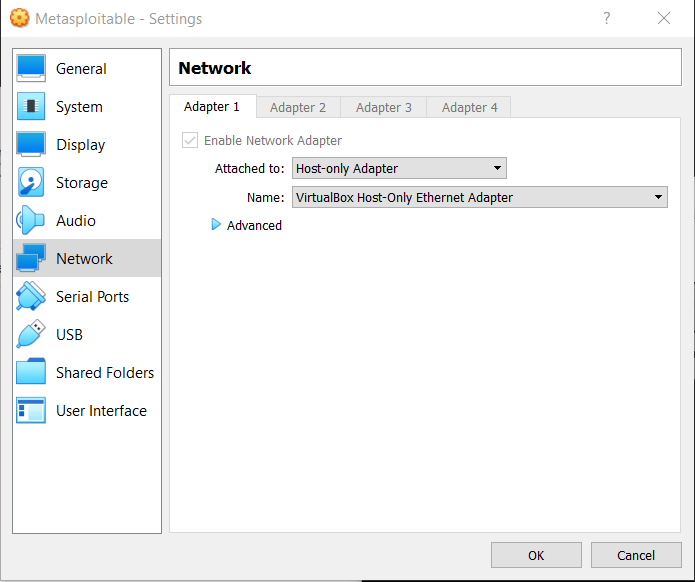 Metasploitable - Settings
?
General
System
Display
Storage
Audio
Network
Serial Ports
USB
Shared Folders
User Interface
Network
Adapter 1 Adapter 2 Adapter 3 Adapter 4
Enable Network Adapter
Attached to: Host-only Adapter
Name: VirtualBox Host-Only Ethernet Adapter
Advanced
OK Cancel